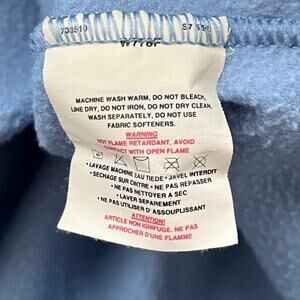 703510
MACHINE WASH WARM, DO NOT BLEACH,
LINE DRY, DO NOT IRON, DO NOT DRY CLEAN,
WASH SEPARATELY, DO NOT USE
FABRIC SOFTENERS.
WARNING
NOT FLAME RETARDANT, AVOID
CONTACT WITH OPEN FLAME
• LAVAGE MACHINE EAU TIEDE • JAVEL INTERDIT
• SECHAGE SUR CINTRE • NE PAS REPASSER
• NE PAS NETTOYER A SEC
• LAVER SEPAREMENT
• NE PAS UTILISER D'ASSOUPLISSANT
ATTENTION!
ARTICLE NON IGNIFUGE. NE PAS
APPROCHER D'UNE FLAMME